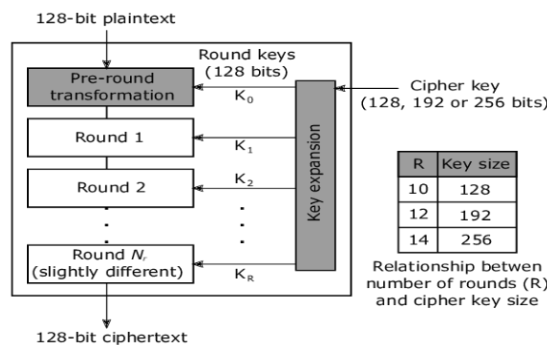 128-bit plaintext
Round keys
(128 bits)
Pre-round
transformation
K0
Cipher key
(128, 192 or 256 bits)
Round 1
K1
Round 2
K2
Key expansion
Round Nr
(slightly different)
KR
128-bit ciphertext
R Key size
10 128
12 192
14 256
Relationship betwen
number of rounds (R)
and cipher key size